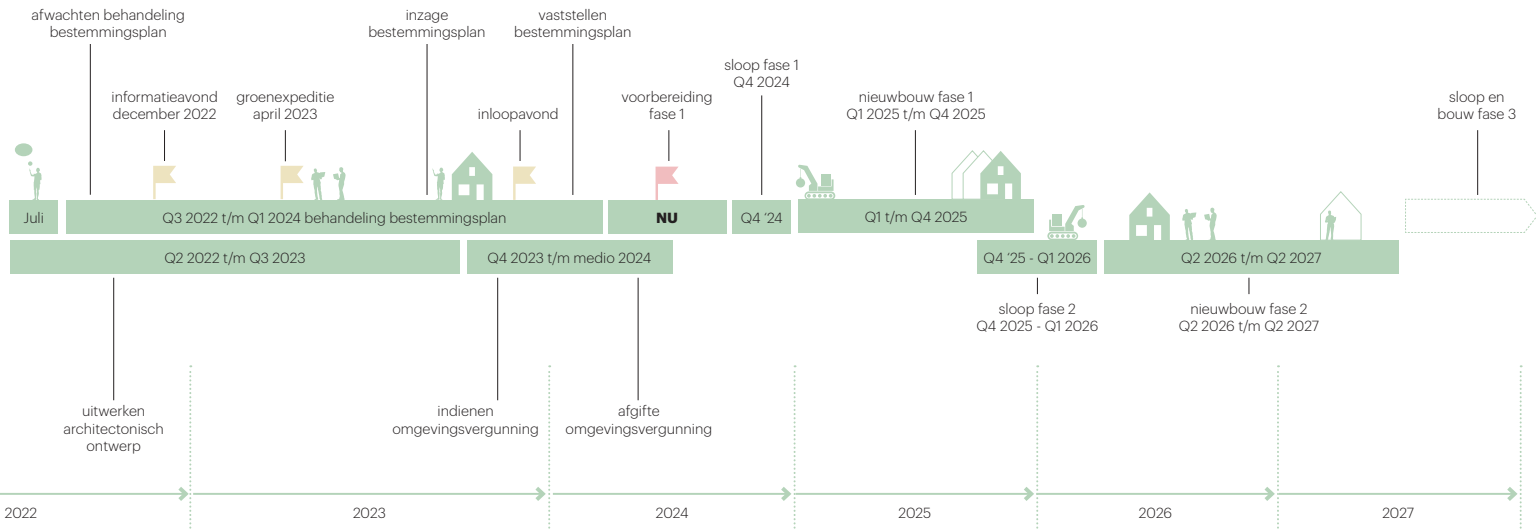 afwachten behandeling
bestemmingsplan
inzage
bestemmingsplan
vaststellen
bestemmingsplan
sloop fase 1
Q4 2024
informatieavond
december 2022
groenexpeditie
april 2023
inloopavond
voorbereiding
fase 1
nieuwbouw fase 1
Q1 2025 t/m Q4 2025
sloop en
bouw fase 3
Juli
Q3 2022 t/m Q1 2024 behandeling bestemmingsplan
NU
Q4 ’24
Q1 t/m Q4 2025
Q2 2022 t/m Q3 2023
Q4 2023 t/m medio 2024
Q4 ’25 - Q1 2026
Q2 2026 t/m Q2 2027
sloop fase 2
Q4 2025 - Q1 2026
nieuwbouw fase 2
Q2 2026 t/m Q2 2027
uitwerken
architectonisch
ontwerp
indienen
omgevingsvergunning
afgifte
omgevingsvergunning
2022
2023
2024
2025
2026
2027